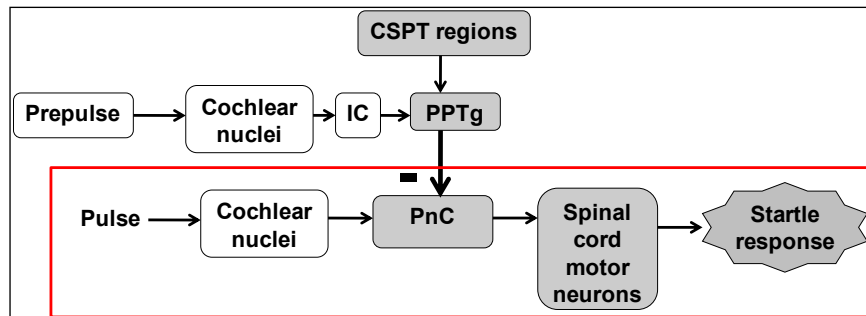 CSPT regions
Prepulse
Cochlear
nuclei
IC
PPTg
Pulse
Cochlear
nuclei
PnC
Spinal
cord
motor
neurons
Startle
response